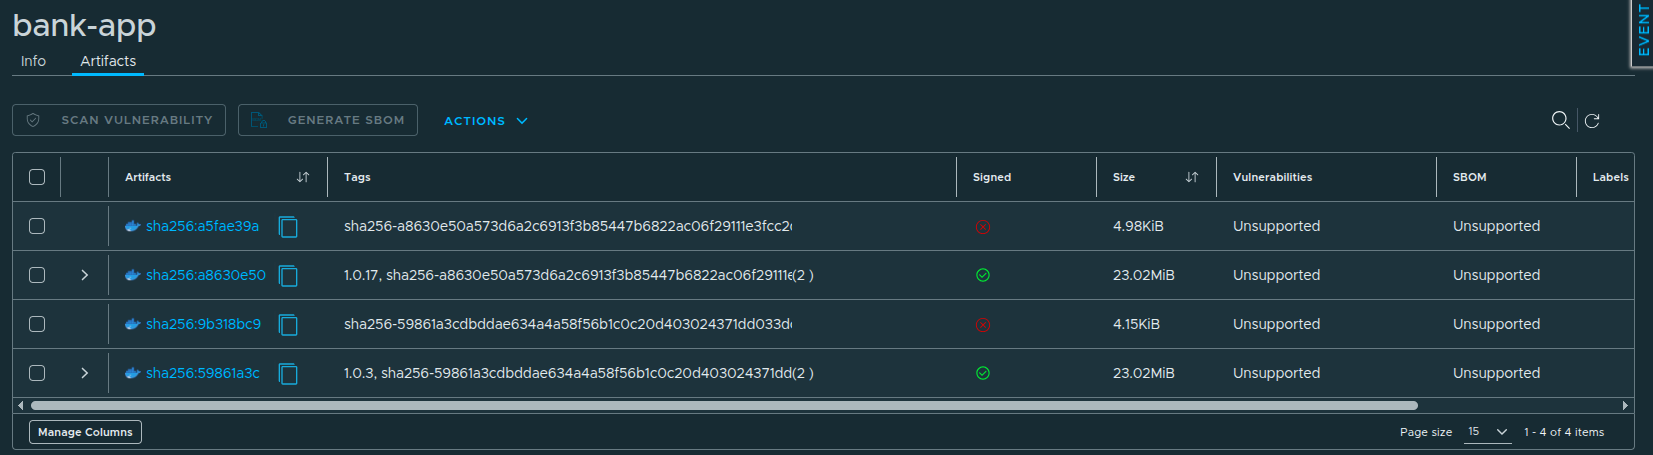 bank-app
EVENT
Info Artifacts
SCAN VULNERABILITY GENERATE SBOM ACTIONS
Artifacts Tags Signed Size Vulnerabilities SBOM Labels
sha256:a5fae39a sha256-a8630e50a573d6a2c6913f3b85447b6822ac06f29111e3fcc2 4.98KiB Unsupported Unsupported
sha256:a8630e50 1.0.17, sha256-a8630e50a573d6a2c6913f3b85447b6822ac06f29111(2 ) 23.02MiB Unsupported Unsupported
sha256:9b318bc9 sha256-59861a3cdbddae634a4a58f56b1c0c20d403024371dd033d 4.15KiB Unsupported Unsupported
sha256:59861a3c 1.0.3, sha256-59861a3cdbddae634a4a58f56b1c0c20d403024371dd(2 ) 23.02MiB Unsupported Unsupported
Manage Columns Page size 15 1 - 4 of 4 items